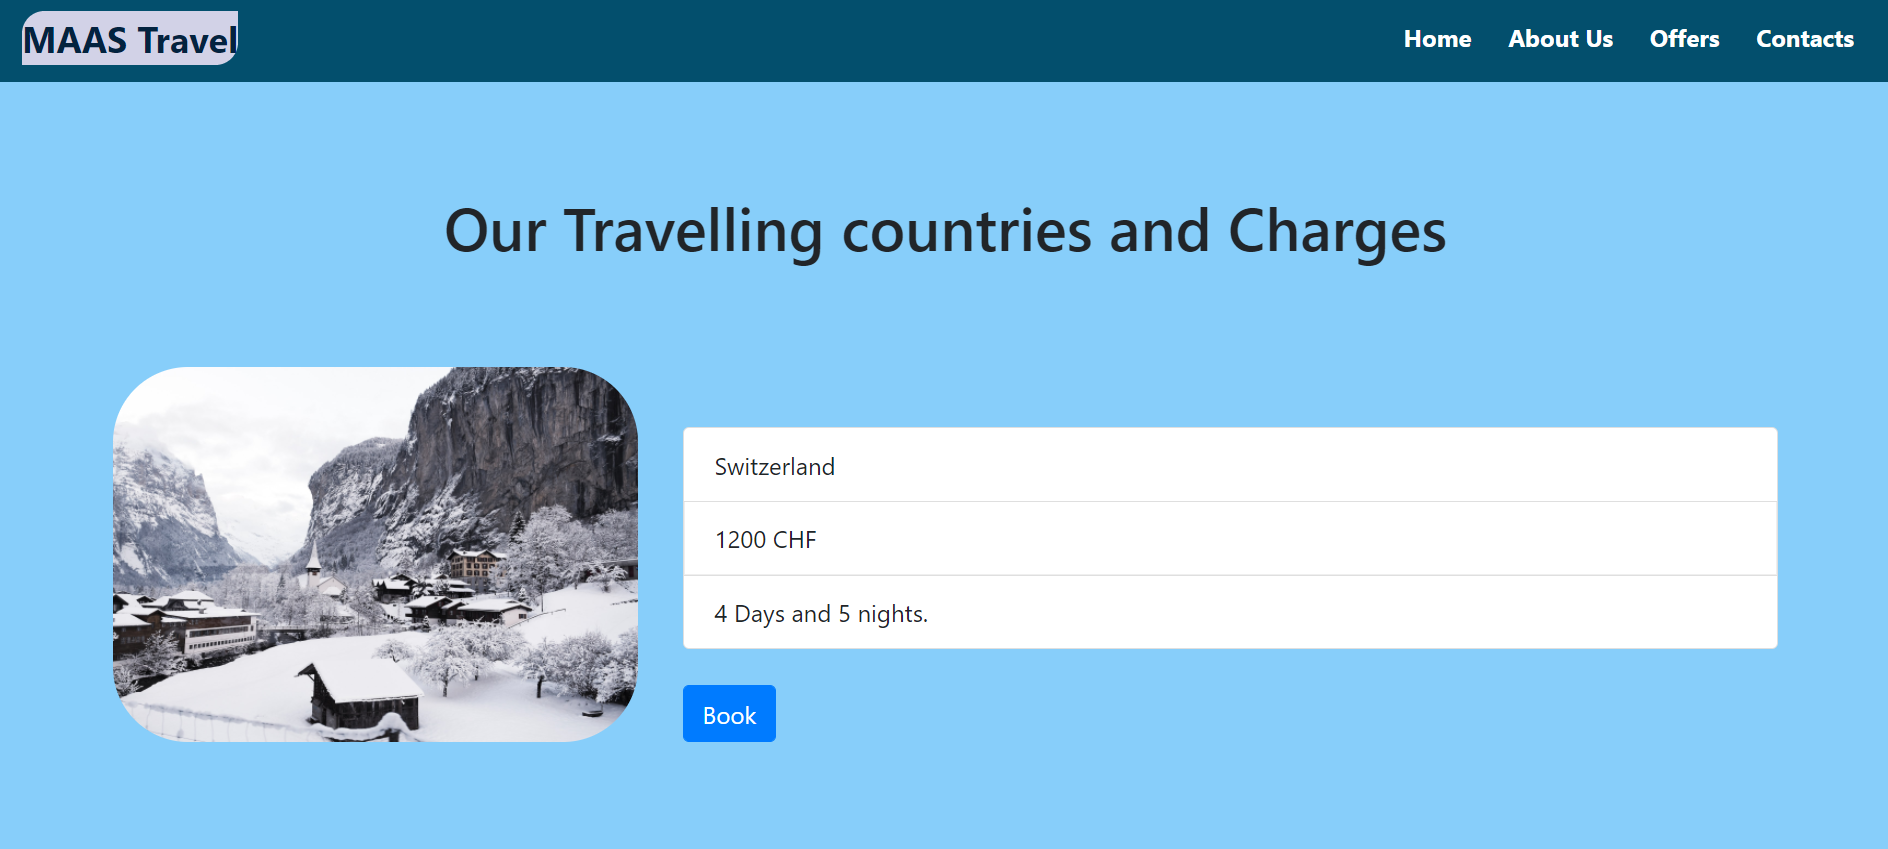 MAAS Travel
Home About Us Offers Contacts
Our Travelling countries and Charges
Switzerland
1200 CHF
4 Days and 5 nights.
Book